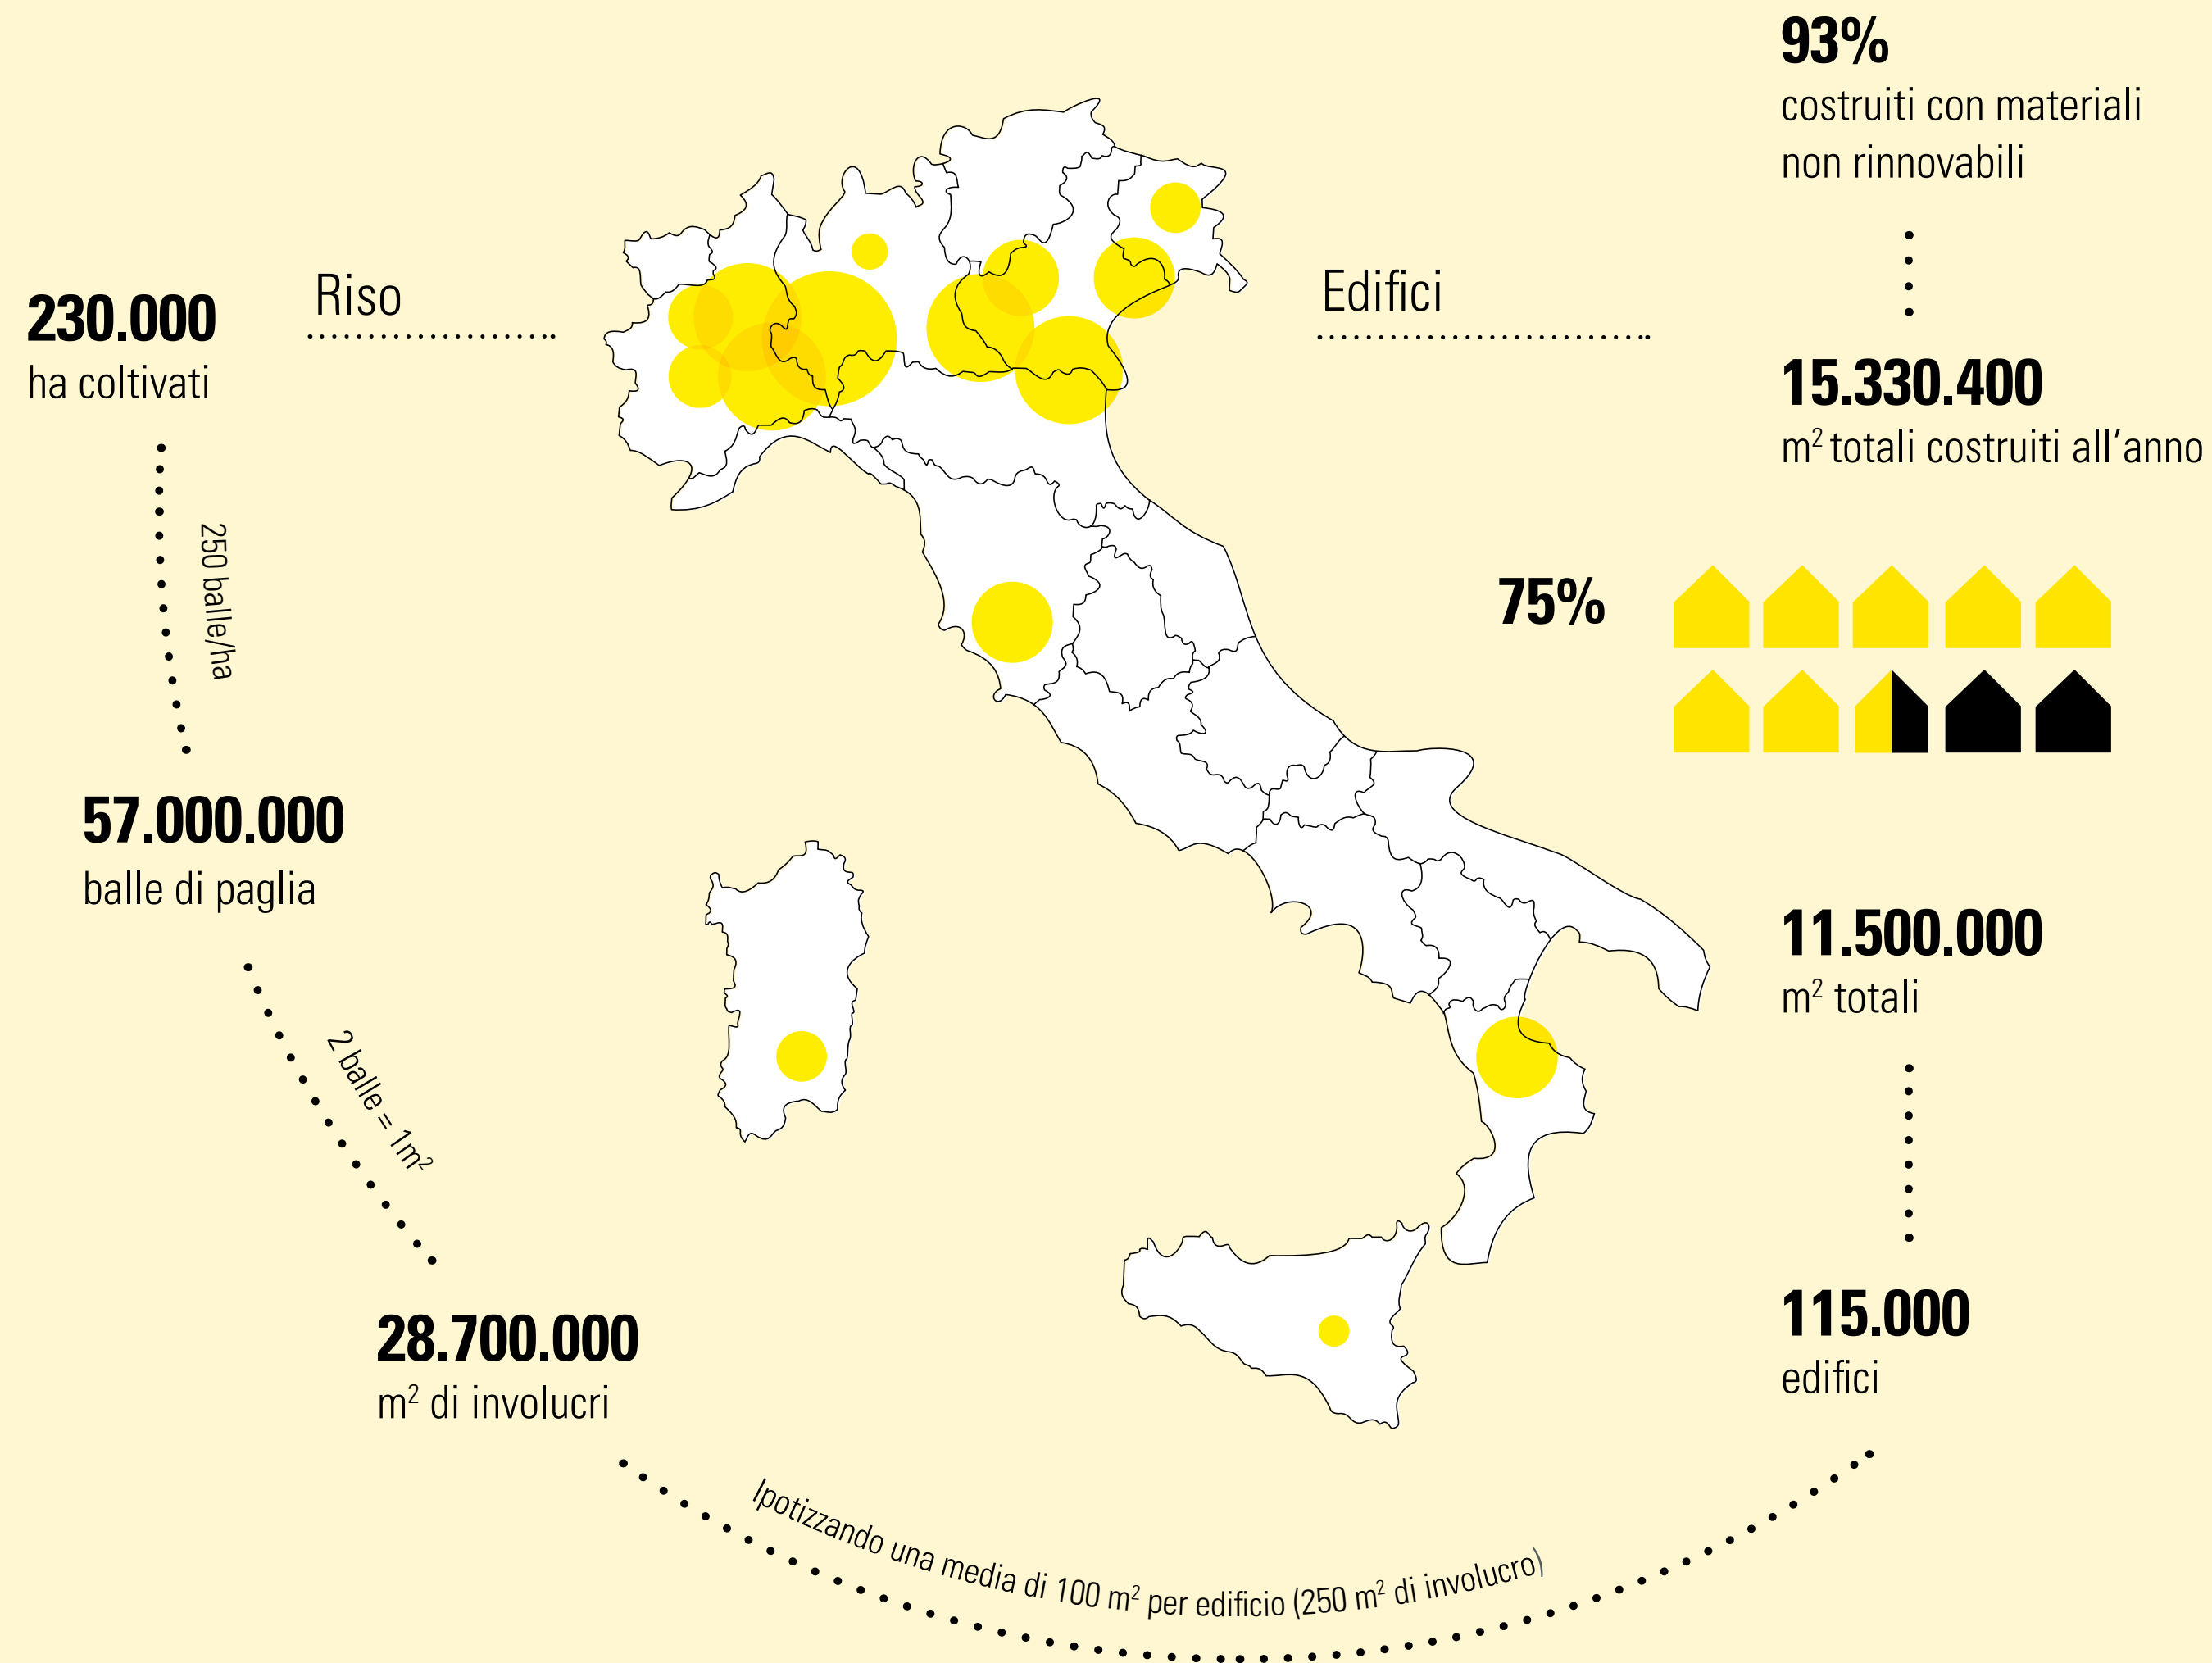 Riso
230.000
ha coltivati
250 balle/ha
57.000.000
balle di paglia
2 balle = 1m²
28.700.000
m² di involucri
Ipotizzando una media di 100 m² per edificio (250 m² di involucro)
115.000
edifici
11.500.000
m² totali
75%
15.330.400
m² totali costruiti all'anno
93%
costruiti con materiali
non rinnovabili
Edifici